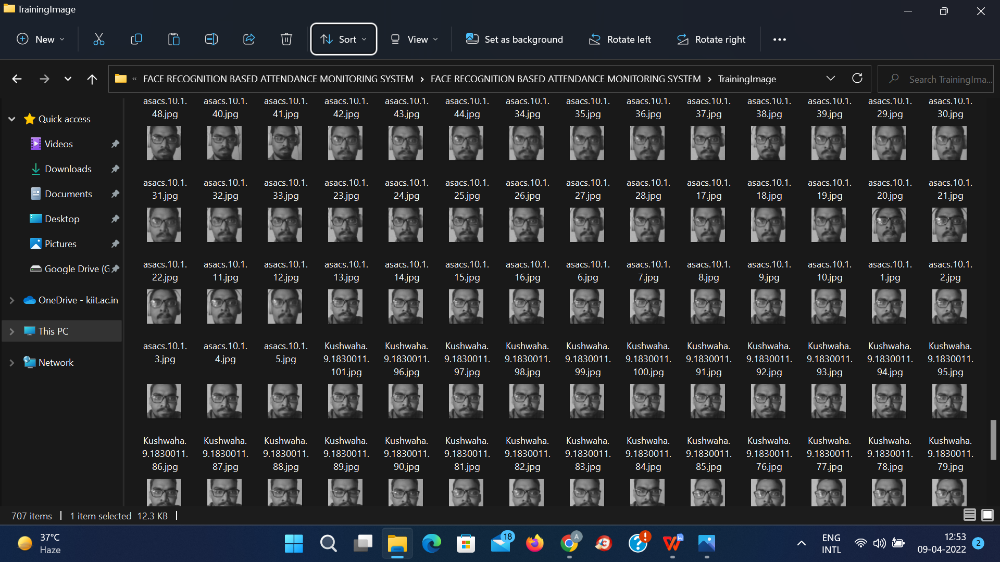 TrainingImage
New
Sort
View
Set as background
Rotate left
Rotate right
« FACE RECOGNITION BASED ATTENDANCE MONITORING SYSTEM > FACE RECOGNITION BASED ATTENDANCE MONITORING SYSTEM > TrainingImage
Search TrainingIma...
Quick access
Videos
Downloads
Documents
Desktop
Pictures
Google Drive (G
OneDrive - kiit.ac.in
This PC
Network
asacs.10.1. asacs.10.1. asacs.10.1. asacs.10.1. asacs.10.1. asacs.10.1. asacs.10.1. asacs.10.1. asacs.10.1. asacs.10.1. asacs.10.1. asacs.10.1. asacs.10.1. asacs.10.1.
48.jpg 40.jpg 41.jpg 42.jpg 43.jpg 44.jpg 34.jpg 35.jpg 36.jpg 37.jpg 38.jpg 39.jpg 29.jpg 30.jpg
asacs.10.1. asacs.10.1. asacs.10.1. asacs.10.1. asacs.10.1. asacs.10.1. asacs.10.1. asacs.10.1. asacs.10.1. asacs.10.1. asacs.10.1. asacs.10.1. asacs.10.1. asacs.10.1.
31.jpg 32.jpg 33.jpg 23.jpg 24.jpg 25.jpg 26.jpg 27.jpg 28.jpg 17.jpg 18.jpg 19.jpg 20.jpg 21.jpg
asacs.10.1. asacs.10.1. asacs.10.1. asacs.10.1. asacs.10.1. asacs.10.1. asacs.10.1. asacs.10.1. asacs.10.1. asacs.10.1. asacs.10.1. asacs.10.1. asacs.10.1. asacs.10.1.
22.jpg 11.jpg 12.jpg 13.jpg 14.jpg 15.jpg 16.jpg 6.jpg 7.jpg 8.jpg 9.jpg 10.jpg 1.jpg 2.jpg
asacs.10.1. asacs.10.1. asacs.10.1. Kushwaha. Kushwaha. Kushwaha. Kushwaha. Kushwaha. Kushwaha. Kushwaha. Kushwaha. Kushwaha. Kushwaha. Kushwaha.
3.jpg 4.jpg 5.jpg 9.1830011. 9.1830011. 9.1830011. 9.1830011. 9.1830011. 9.1830011. 9.1830011. 9.1830011. 9.1830011. 9.1830011. 9.1830011.
101.jpg 96.jpg 97.jpg 98.jpg 99.jpg 100.jpg 91.jpg 92.jpg 93.jpg 94.jpg 95.jpg
Kushwaha. Kushwaha. Kushwaha. Kushwaha. Kushwaha. Kushwaha. Kushwaha. Kushwaha. Kushwaha. Kushwaha. Kushwaha. Kushwaha. Kushwaha. Kushwaha.
9.1830011. 9.1830011. 9.1830011. 9.1830011. 9.1830011. 9.1830011. 9.1830011. 9.1830011. 9.1830011. 9.1830011. 9.1830011. 9.1830011. 9.1830011. 9.1830011.
86.jpg 87.jpg 88.jpg 89.jpg 90.jpg 81.jpg 82.jpg 83.jpg 84.jpg 85.jpg 76.jpg 77.jpg 78.jpg 79.jpg
707 items | 1 item selected 12.3 KB |
37°C
Haze
18
A
ENG
INTL
12:53
09-04-2022
2